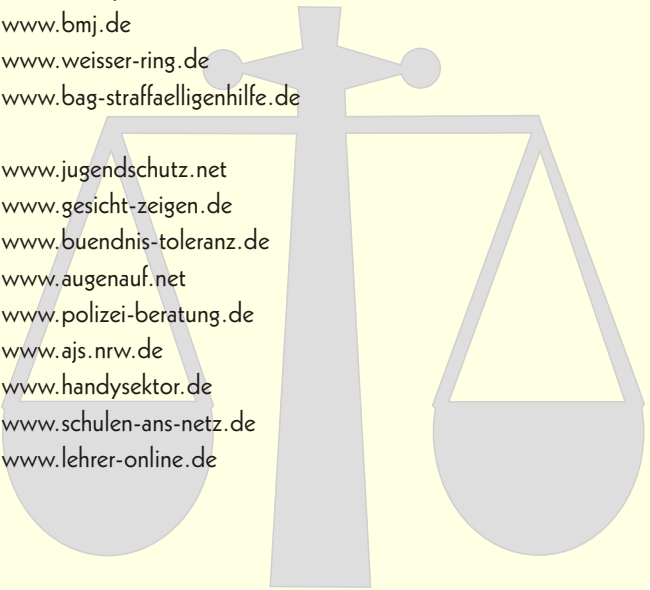 www.bmj.de
www.weisser-ring.de
www.bag-straffaelligenhilfe.de
www.jugendschutz.net
www.gesicht-zeigen.de
www.buendnis-toleranz.de
www.augenauf.net
www.polizei-beratung.de
www.ajs.nrw.de
www.handysektor.de
www.schulen-ans-netz.de
www.lehrer-online.de